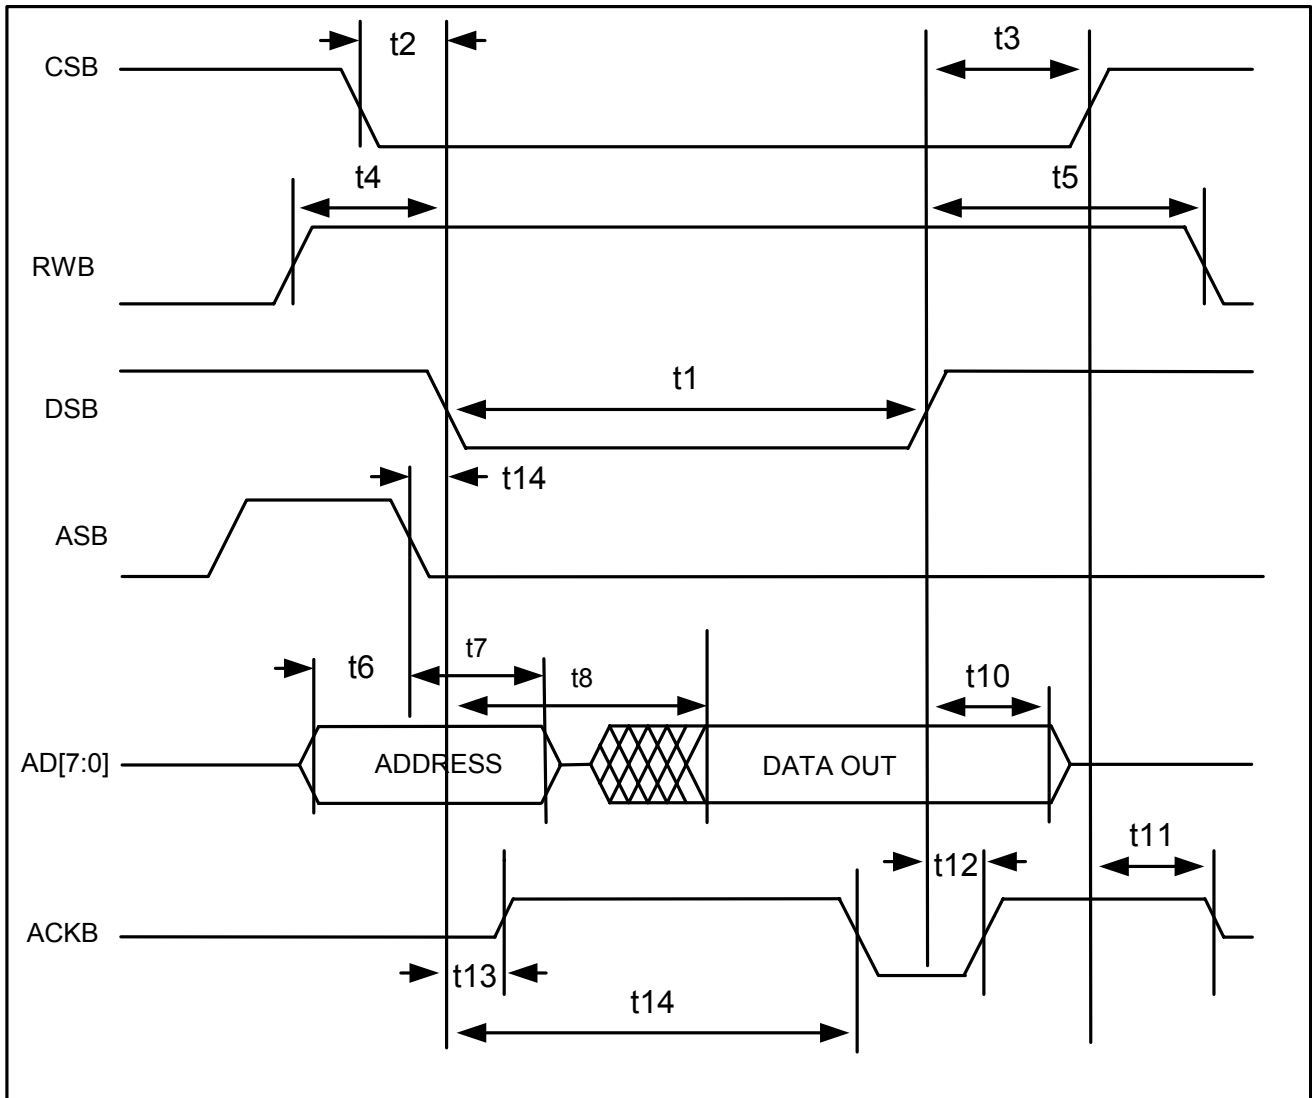 t2
t3
CSB
t4
t5
RWB
t1
DSB
t14
ASB
t7
t6
t8
t10
AD[7:0]
ADDRESS
DATA OUT
t11
t12
ACKB
t13
t14